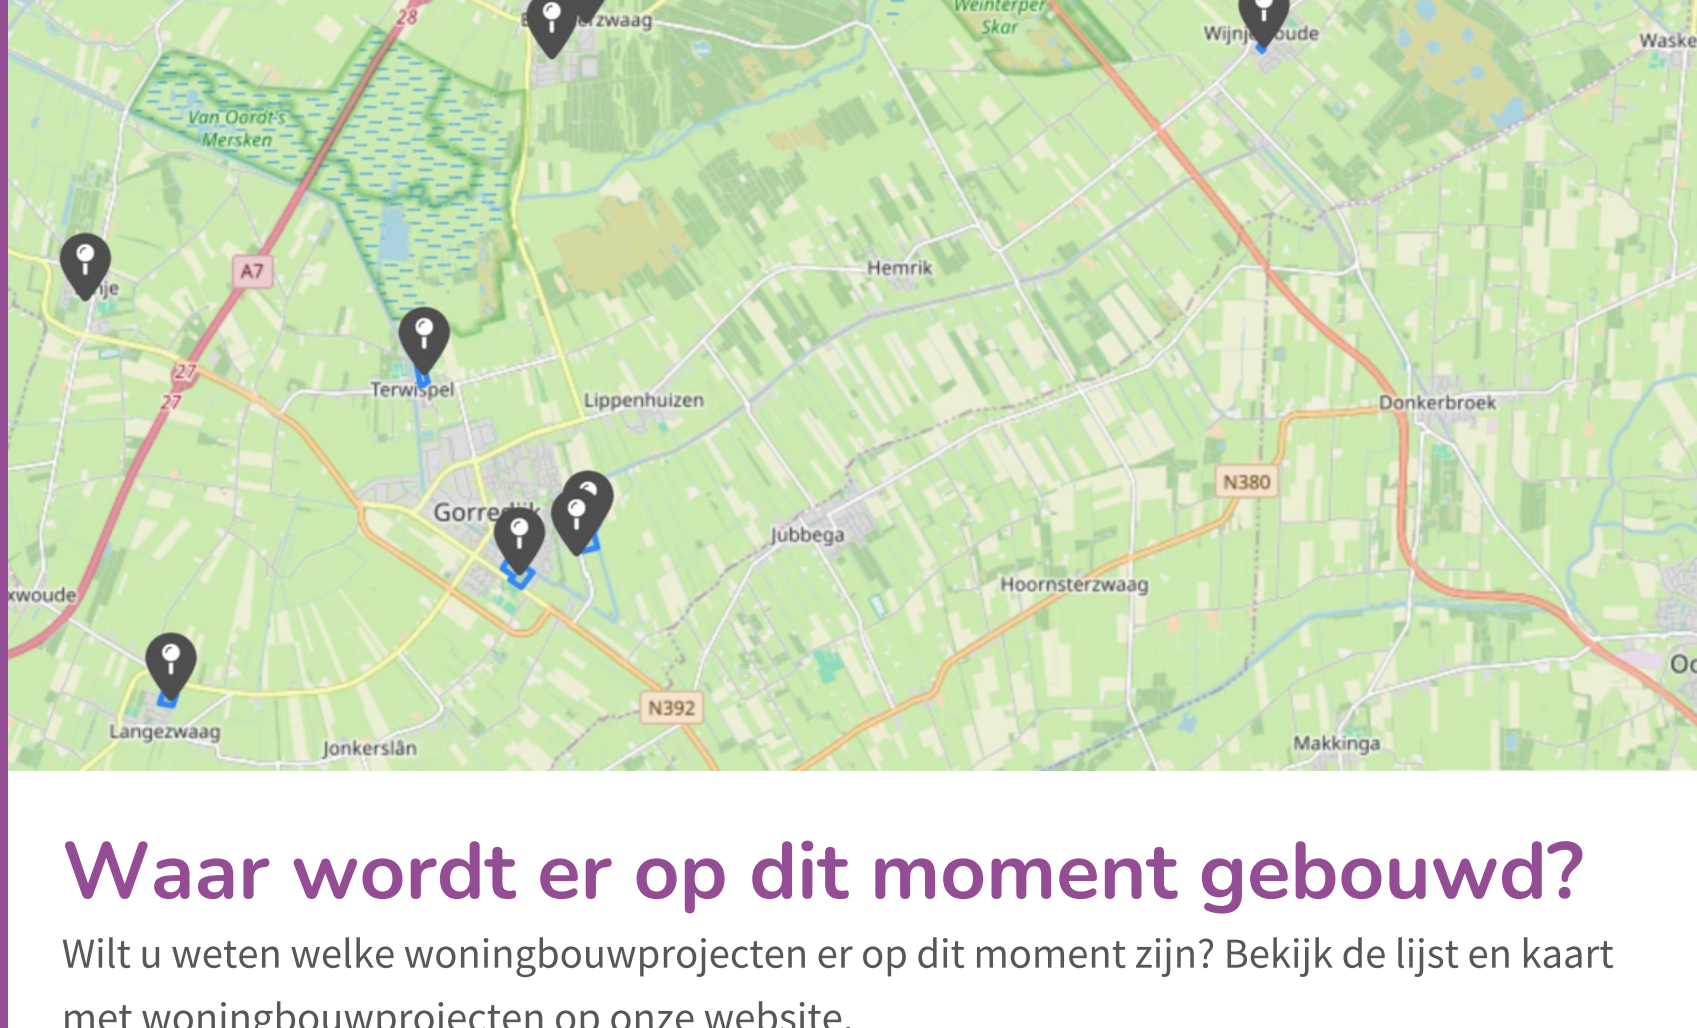 28
Weinterper
Skar
Waske
Van Oordt's
Mersken
Hemrik
A7
27
27
Terwispel
Lippenhuizen
Donkerbroek
N380
Jubbega
Hoornsterzwaag
xwoude
N392
Langezwaag
Jonkerslân
Makkinga
Waar wordt er op dit moment gebouwd?
Wilt u weten welke woningbouwprojecten er op dit moment zijn? Bekijk de lijst en kaart
met woningbouwprojecten op onze website.